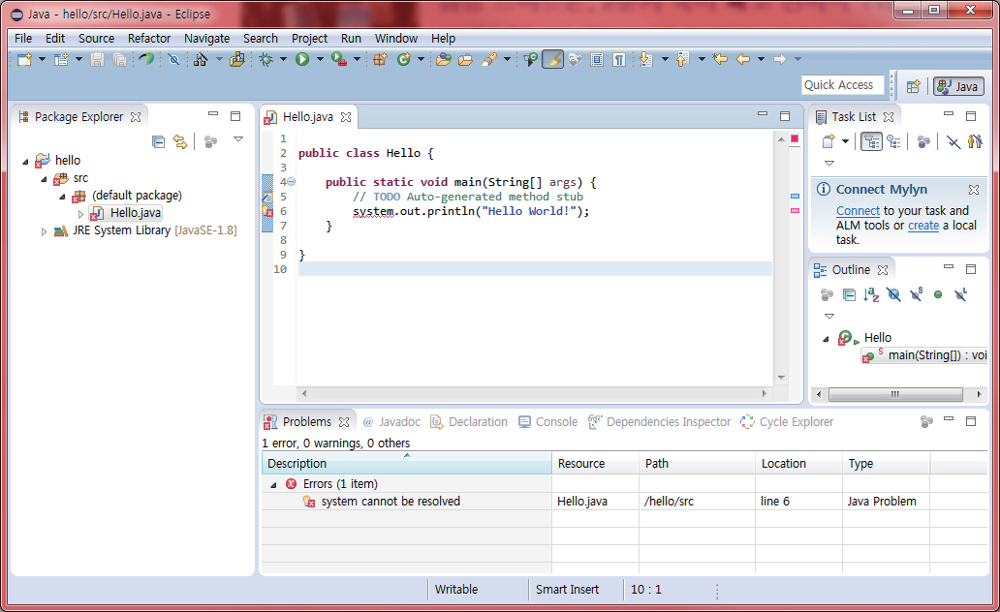 Java - hello/src/Hello.java - Eclipse
File Edit Source Refactor Navigate Search Project Run Window Help
Quick Access
Java
Package Explorer
hello
src
(default package)
Hello.java
JRE System Library [JavaSE-1.8]
Hello.java
1
2 public class Hello {
3
4 public static void main(String[] args) {
5 // TODO Auto-generated method stub
6 system.out.println("Hello World!");
7 }
8
9 }
10
Task List
Connect Mylyn
Connect to your task and
ALM tools or create a local
task.
Outline
Hello
main(String[]) : voi
Problems Javadoc Declaration Console Dependencies Inspector Cycle Explorer
1 error, 0 warnings, 0 others
Description Resource Path Location Type
Errors (1 item)
system cannot be resolved Hello.java /hello/src line 6 Java Problem
Writable Smart Insert 10 : 1